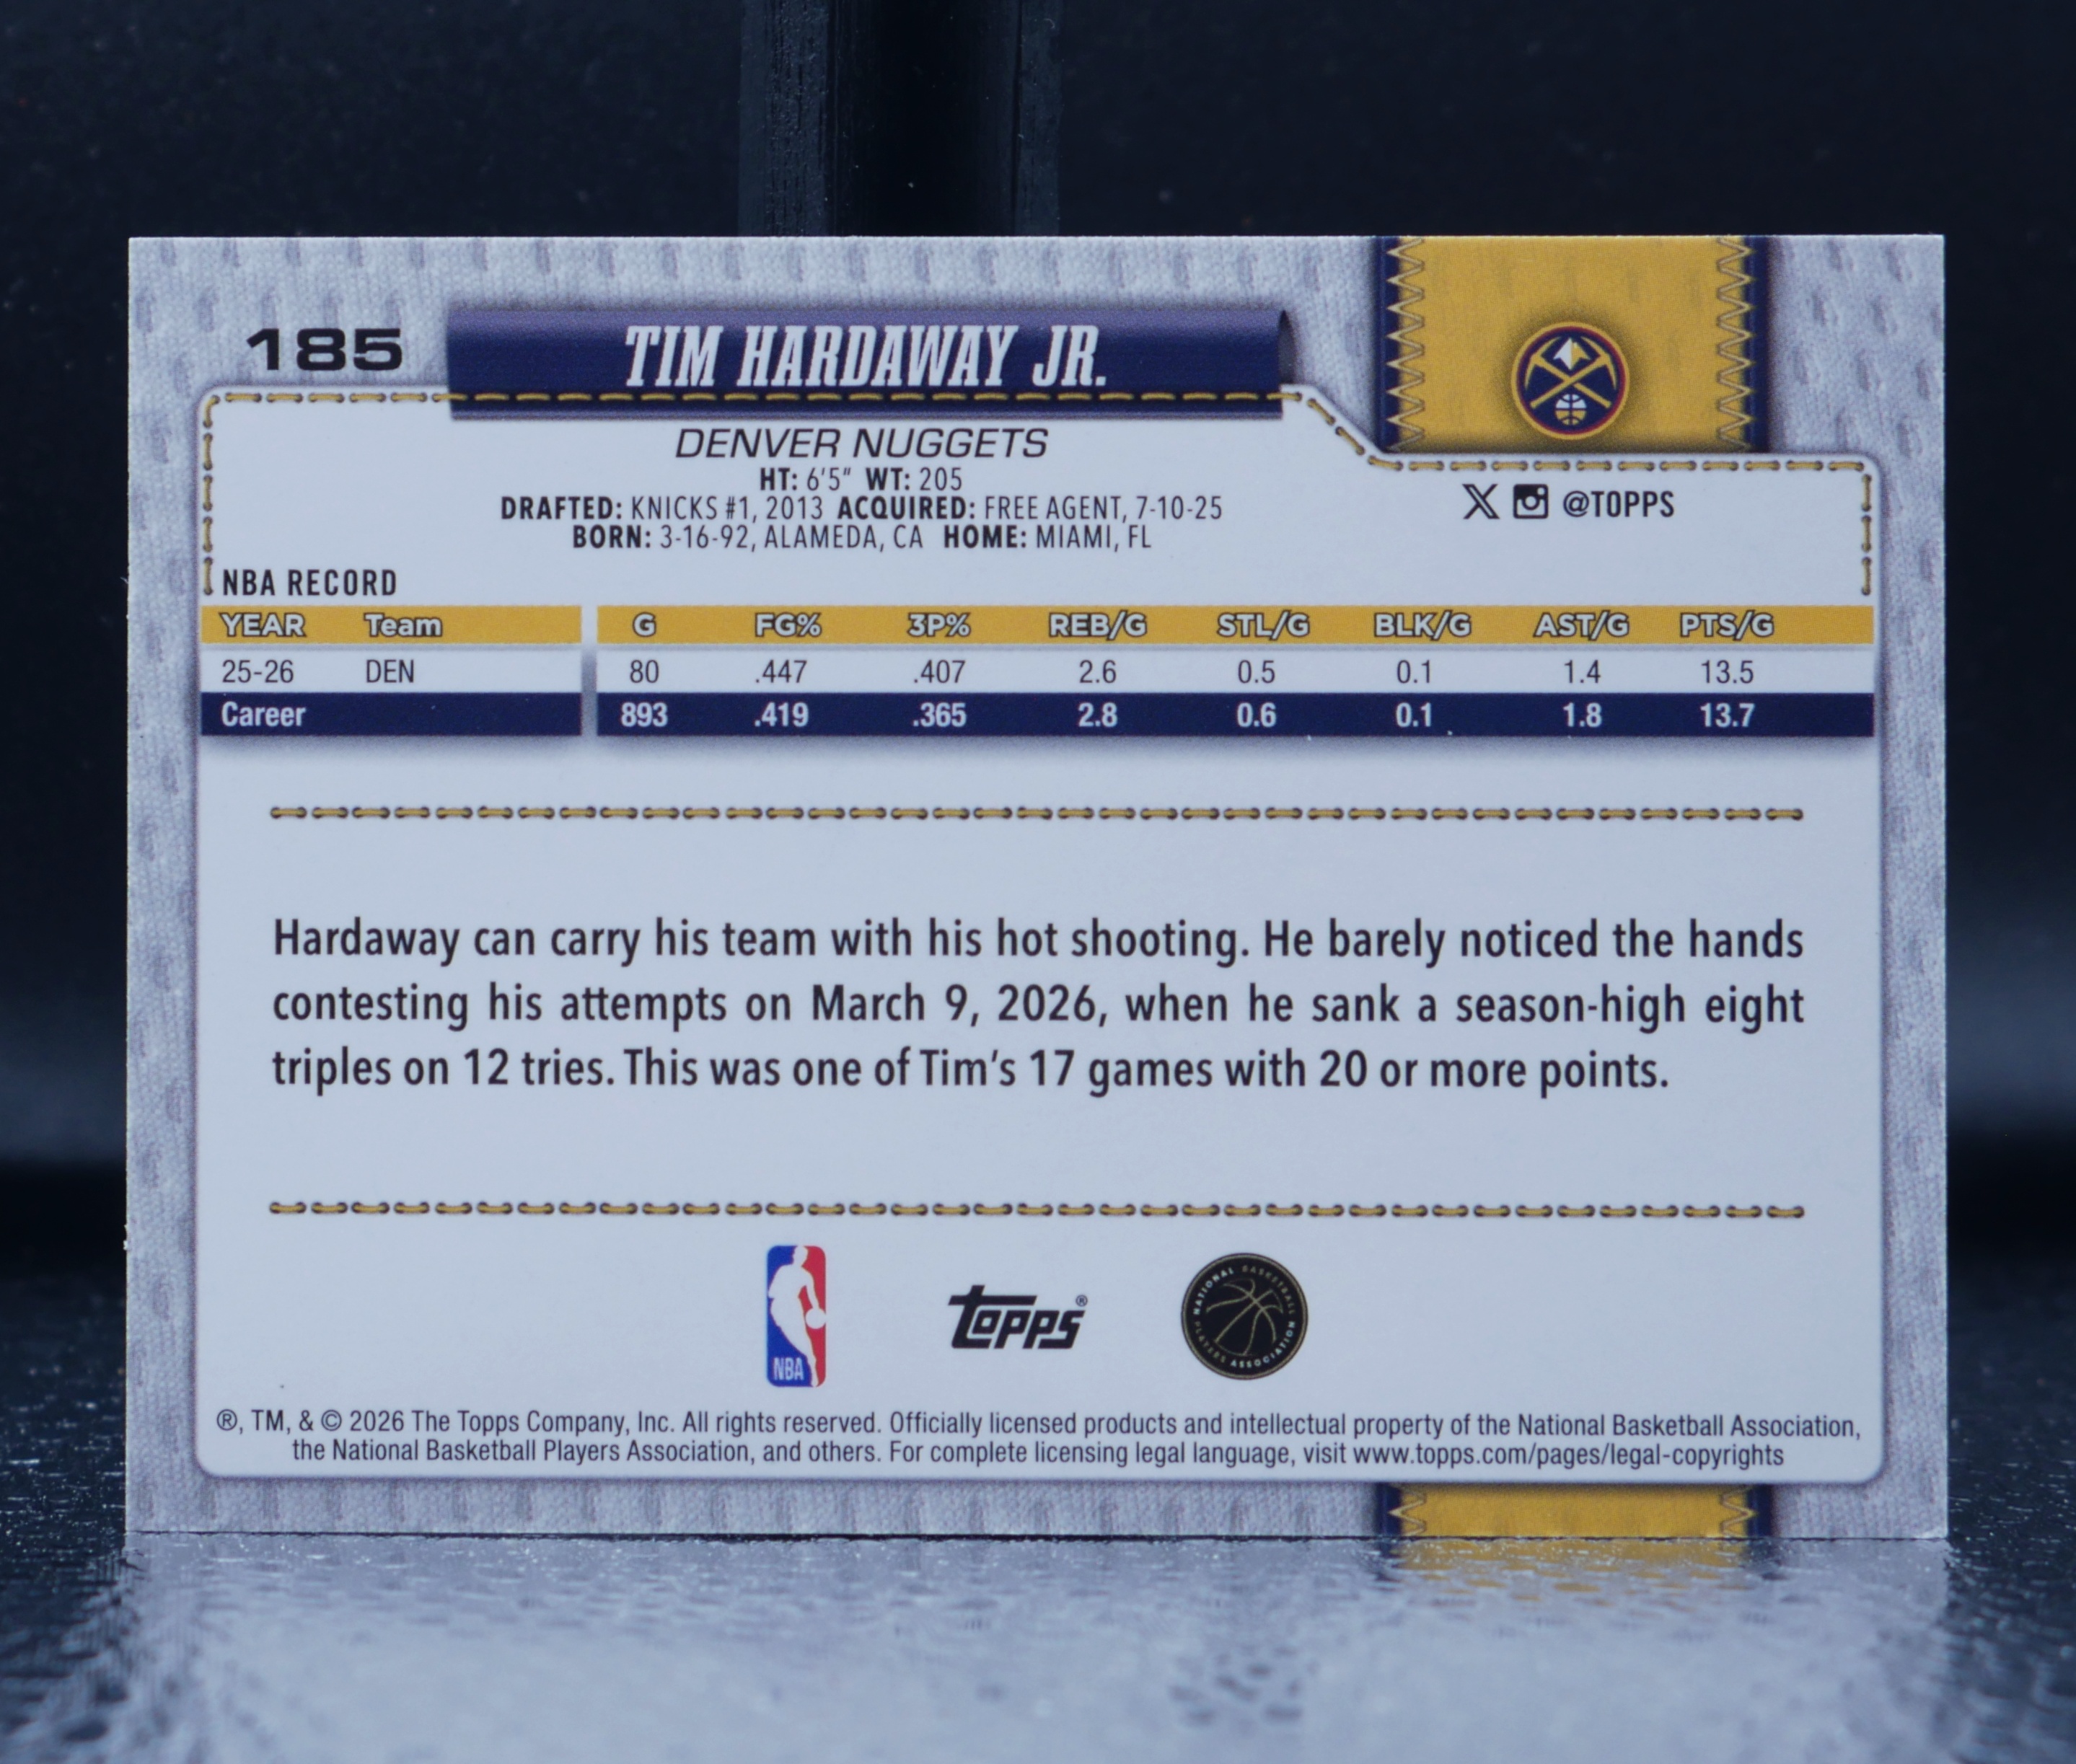 185
TIM HARDAWAY JR.
DENVER NUGGETS
HT: 6'5" WT: 205
DRAFTED: KNICKS #1, 2013 ACQUIRED: FREE AGENT, 7-10-25
BORN: 3-16-92, ALAMEDA, CA HOME: MIAMI, FL
@TOPPS
NBA RECORD
YEAR Team G FG% 3P% REB/G STL/G BLK/G AST/G PTS/G
25-26 DEN 80 .447 .407 2.6 0.5 0.1 1.4 13.5
Career 893 .419 .365 2.8 0.6 0.1 1.8 13.7
Hardaway can carry his team with his hot shooting. He barely noticed the hands
contesting his attempts on March 9, 2026, when he sank a season-high eight
triples on 12 tries. This was one of Tim's 17 games with 20 or more points.
NBA
Topps®
NATIONAL BASKETBALL PLAYERS ASSOCIATION
®, TM, & © 2026 The Topps Company, Inc. All rights reserved. Officially licensed products and intellectual property of the National Basketball Association,
the National Basketball Players Association, and others. For complete licensing legal language, visit www.topps.com/pages/legal-copyrights